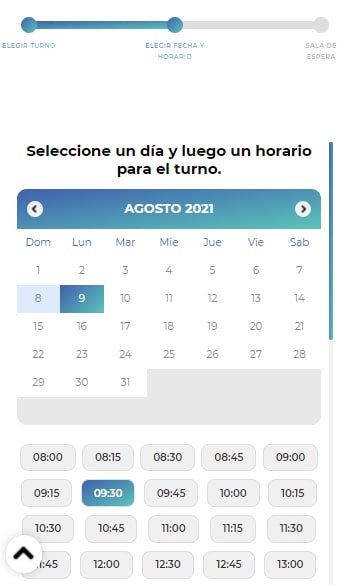 ELEGIR TURNO
ELEGIR FECHA Y
HORARIO
SALA DE
ESPERA
Seleccione un día y luego un horario
para el turno.
AGOSTO 2021
Dom Lun Mar Mie Jue Vie Sab
1 2 3 4 5 6 7
8 9 10 11 12 13 14
15 16 17 18 19 20 21
22 23 24 25 26 27 28
29 30 31
08:00 08:15 08:30 08:45 09:00
09:15 09:30 09:45 10:00 10:15
10:30 10:45 11:00 11:15 11:30
:45 12:00 12:30 12:45 13:00